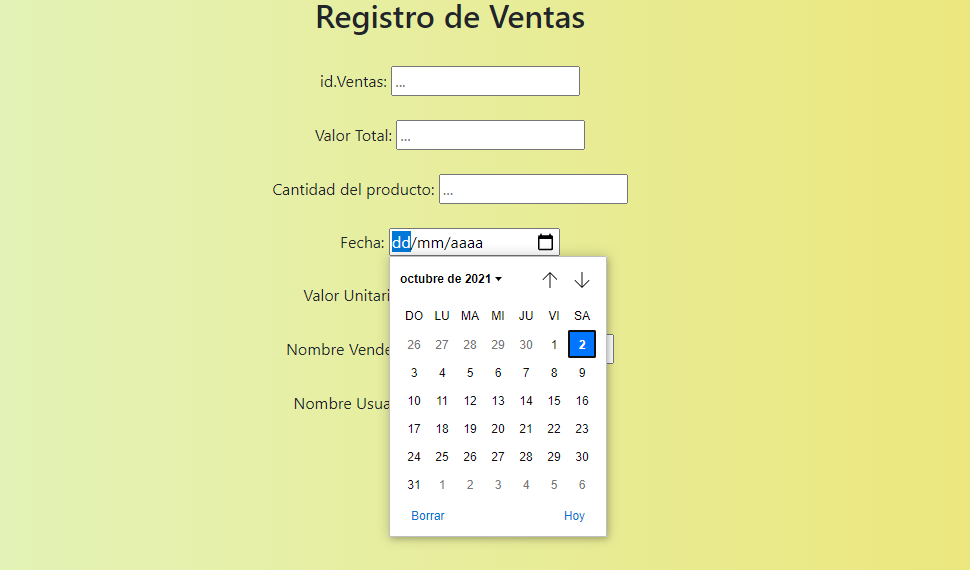 Registro de Ventas
id.Ventas: ...
Valor Total: ...
Cantidad del producto: ...
Fecha: dd/mm/aaaa
octubre de 2021
DO LU MA MI JU VI SA
26 27 28 29 30 1 2
Valor Unitari
3 4 5 6 7 8 9
Nombre Vende
10 11 12 13 14 15 16
Nombre Usua
17 18 19 20 21 22 23
24 25 26 27 28 29 30
31 1 2 3 4 5 6
Borrar Hoy